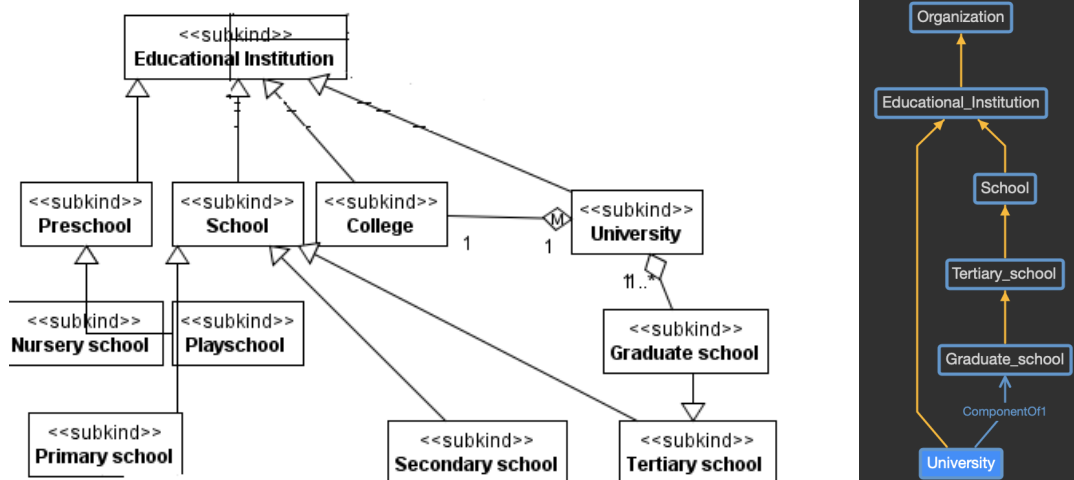 <<subkind>>
Educational Institution
<<subkind>>
Preschool
<<subkind>>
School
<<subkind>>
College
1
M
1
<<subkind>>
University
11..*
<<subkind>>
Nursery school
<<subkind>>
Playschool
<<subkind>>
Graduate school
<<subkind>>
Primary school
<<subkind>>
Secondary school
<<subkind>>
Tertiary school
Organization
Educational_Institution
School
Tertiary_school
Graduate_school
ComponentOf1
University